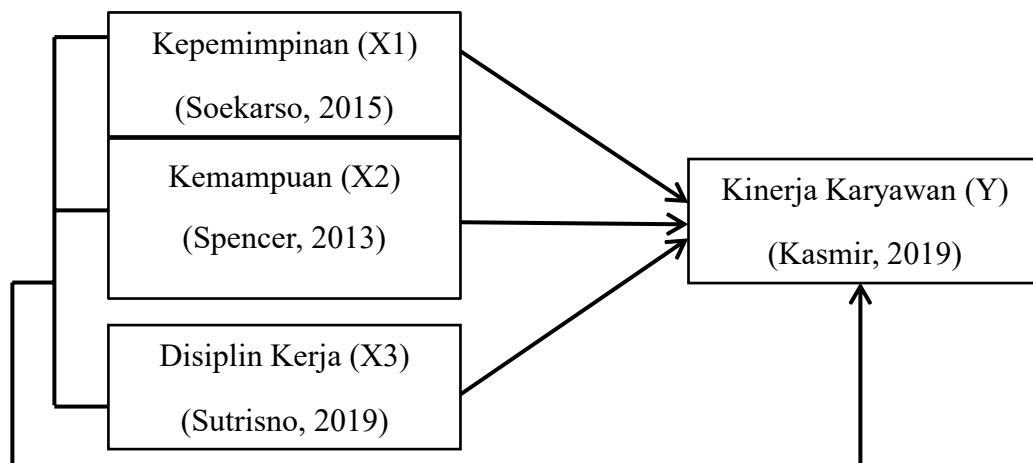 Kepemimpinan (X1)
(Soekarso, 2015)
Kemampuan (X2)
(Spencer, 2013)
Disiplin Kerja (X3)
(Sutrisno, 2019)
Kinerja Karyawan (Y)
(Kasmir, 2019)